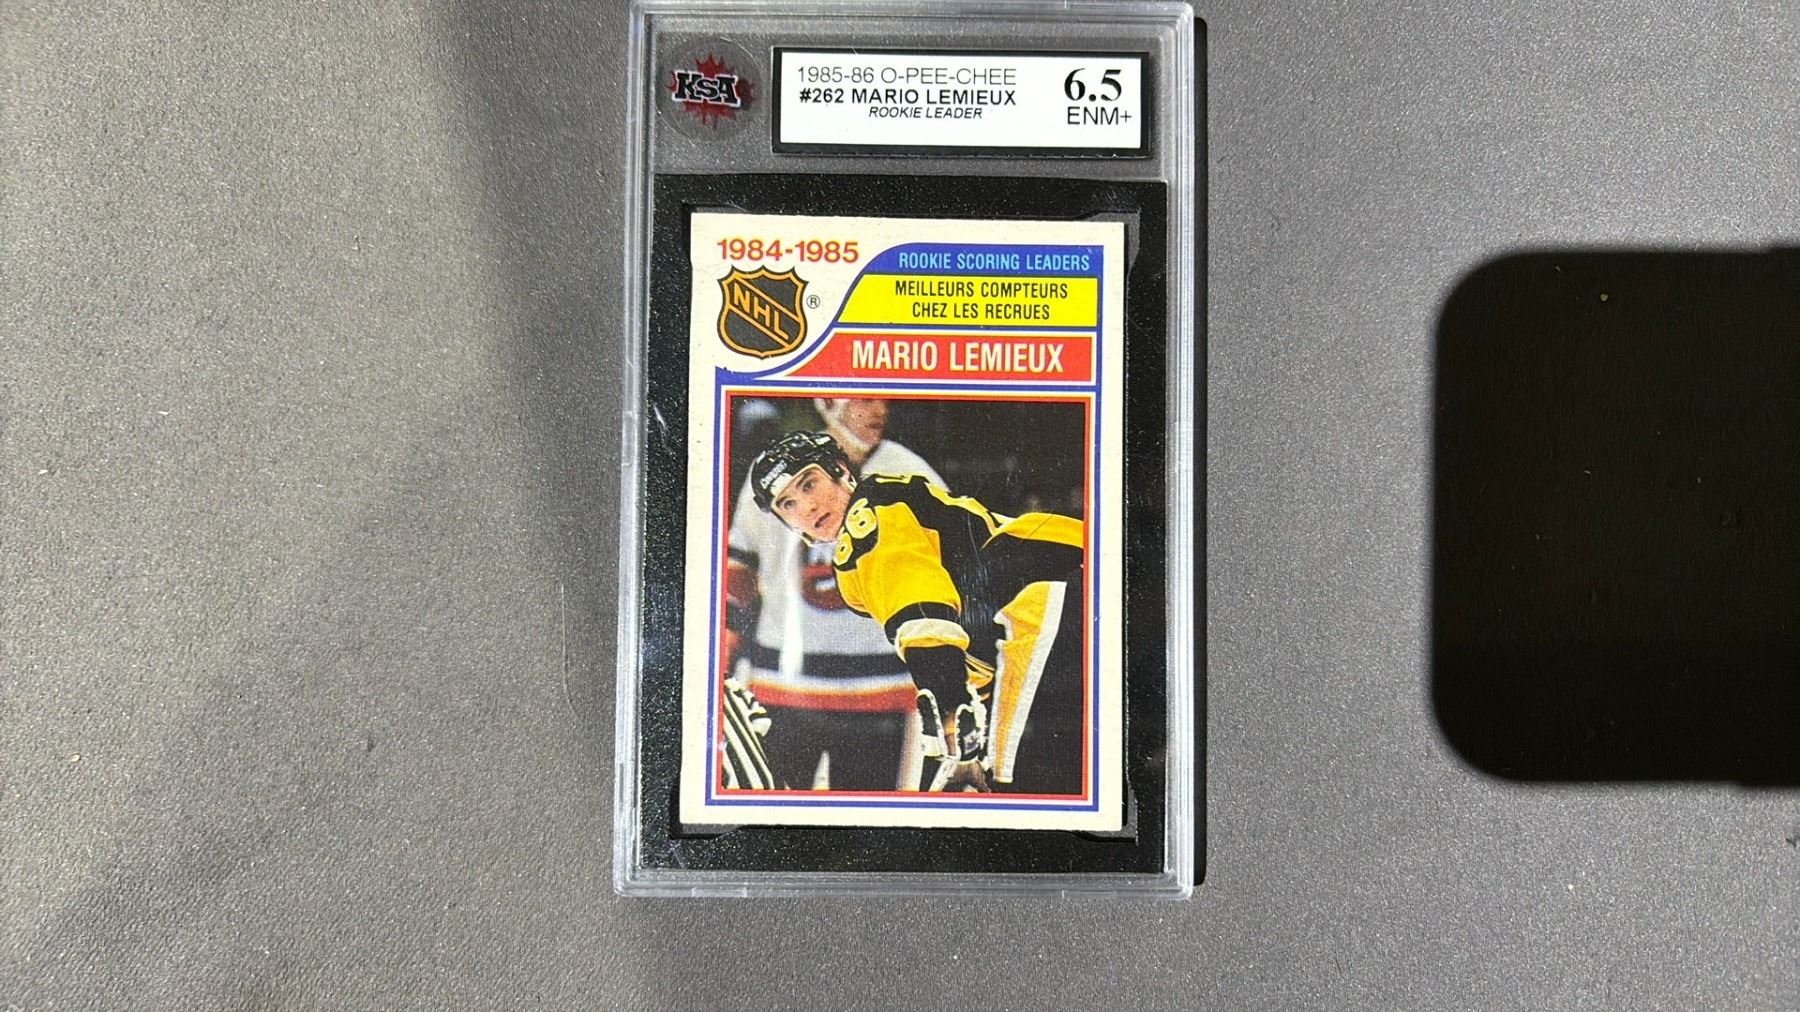 KSA
1985-86 O-PEE-CHEE
#262 MARIO LEMIEUX
ROOKIE LEADER
6.5
ENM+
1984-1985
NHL
®
ROOKIE SCORING LEADERS
MEILLEURS COMPTEURS
CHEZ LES RECRUES
MARIO LEMIEUX
66